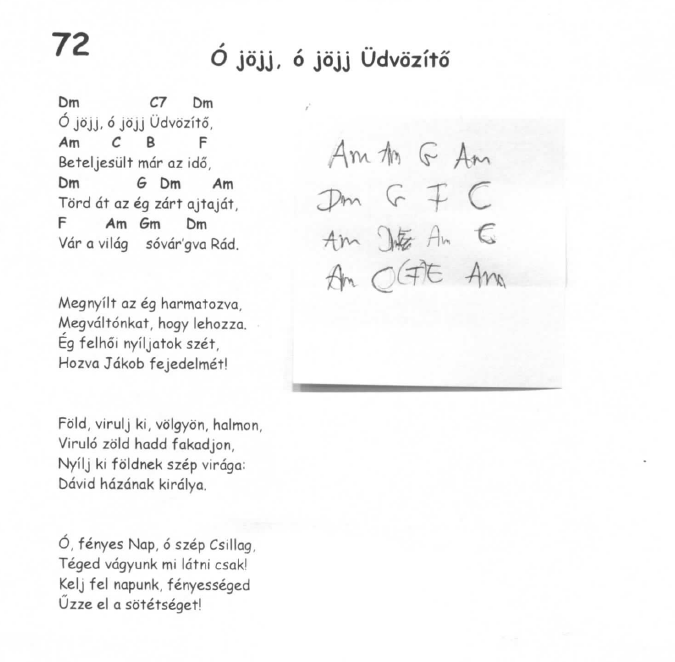 72
Ó jöjj, ó jöjj Üdvözítő
Dm C7 Dm
Ó jöjj, ó jöjj Üdvözítő,
Am C B F
Beteljesült már az idő,
Dm G Dm Am
Törd át az ég zárt ajtaját,
F Am Gm Dm
Vár a világ sóvár'gva Rád.
Megnyílt az ég harmatozva,
Megváltónkat, hogy lehozza.
Ég felhői nyíljatok szét,
Hozva Jákob fejedelmét!
Föld, virulj ki, völgyön, halmon,
Viruló zöld hadd fakadjon,
Nyílj ki földnek szép virága:
Dávid házának királya.
Ó, fényes Nap, ó szép Csillag,
Téged vágyunk mi látni csak!
Kelj fel napunk, fényességed
Űzze el a sötétséget!
Am Am G Am
Dm G F C
Am Am
Am C (F) E Am